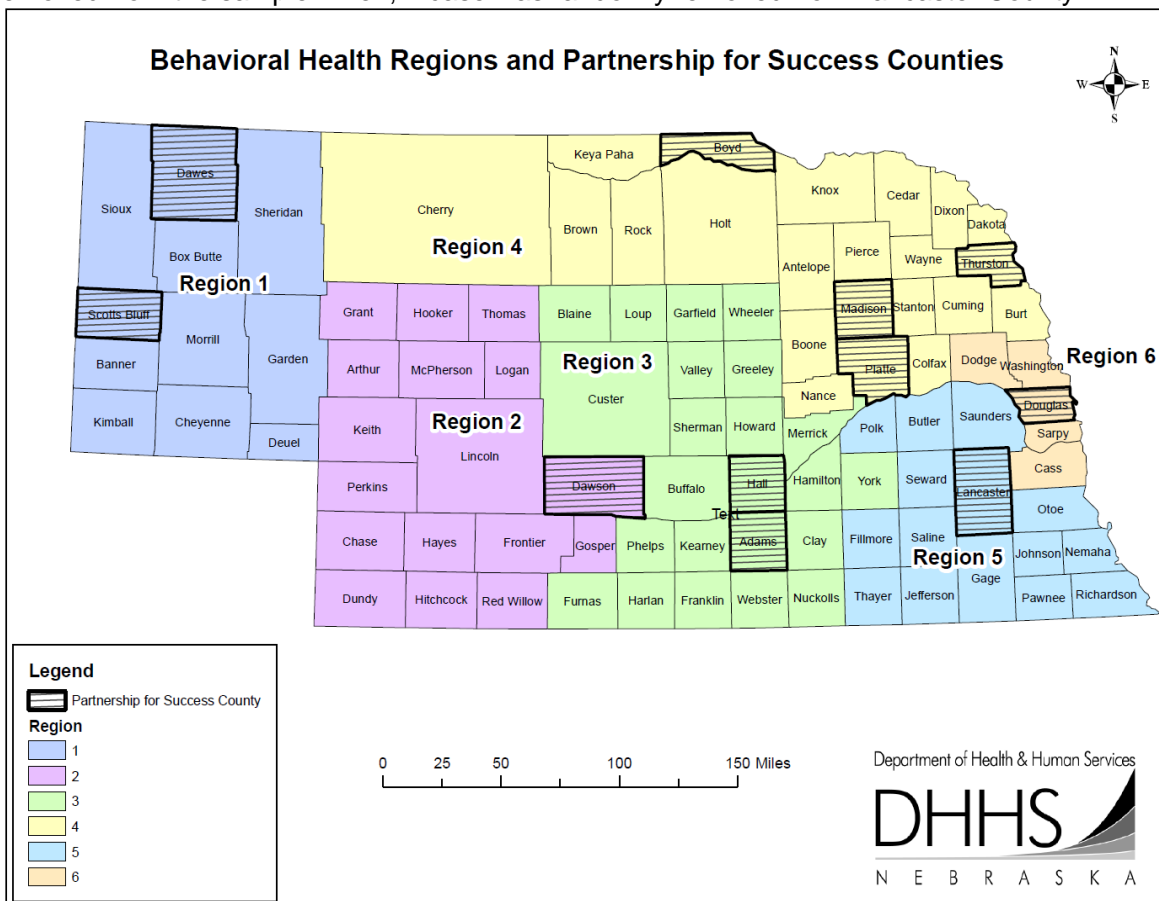 Behavioral Health Regions and Partnership for Success Counties
N
W E
S
Sioux
Dawes
Sheridan
Box Butte
Region 1
Scotts Bluff
Morrill
Garden
Banner
Kimball
Cheyenne
Deuel
Cherry
Region 4
Keya Paha
Boyd
Brown
Rock
Holt
Knox
Cedar
Dixon
Dakota
Antelope
Pierce
Wayne
Thurston
Madison
Stanton
Cuming
Burt
Boone
Platte
Colfax
Nance
Dodge
Washington
Region 6
Douglas
Sarpy
Cass
Grant
Hooker
Thomas
Arthur
McPherson
Logan
Keith
Region 2
Lincoln
Perkins
Dawson
Chase
Hayes
Frontier
Gosper
Dundy
Hitchcock
Red Willow
Blaine
Loup
Garfield
Wheeler
Region 3
Custer
Valley
Greeley
Sherman
Howard
Merrick
Buffalo
Hall
Hamilton
York
Text
Phelps
Kearney
Adams
Clay
Furnas
Harlan
Franklin
Webster
Nuckolls
Polk
Butler
Saunders
Seward
Lancaster
Otoe
Fillmore
Saline
Region 5
Gage
Johnson
Nemaha
Thayer
Jefferson
Pawnee
Richardson
Legend
Partnership for Success County
Region
1
2
3
4
5
6
0 25 50 100 150 Miles
Department of Health & Human Services
DHHS
N E B R A S K A